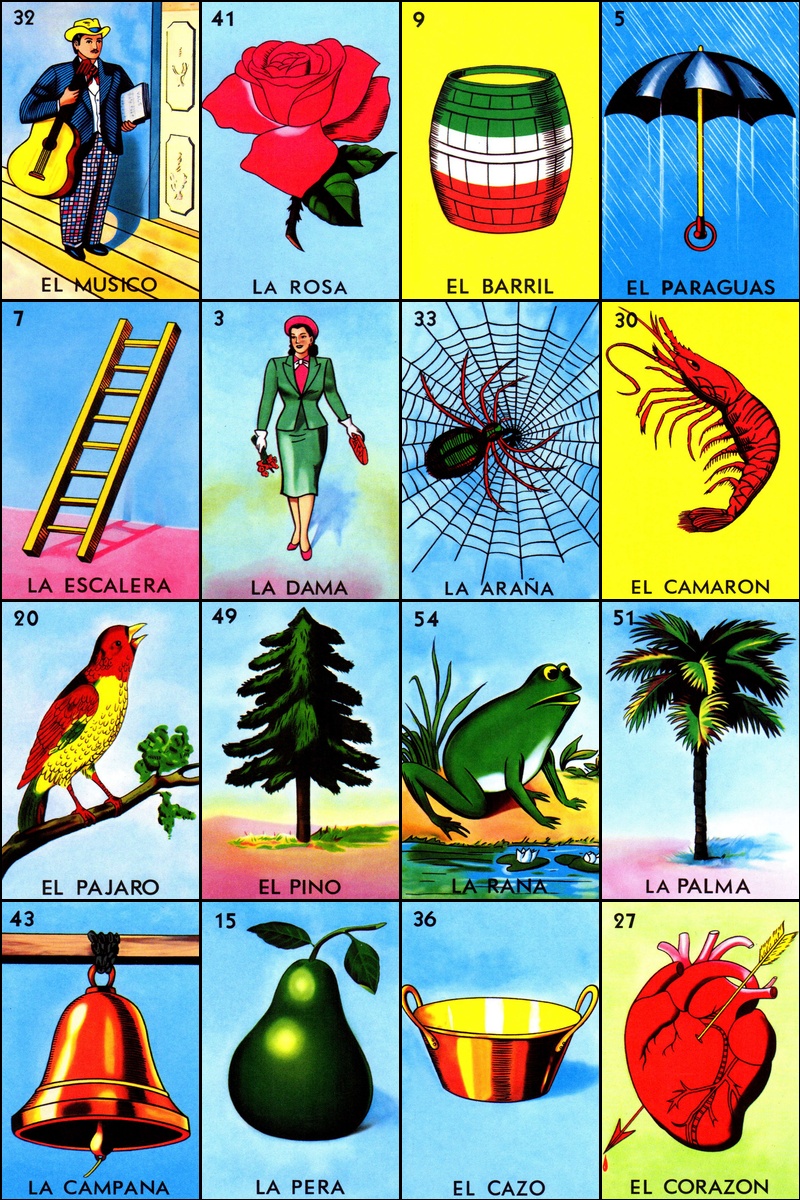 32
EL MUSICO
41
LA ROSA
9
EL BARRIL
5
EL PARAGUAS
7
LA ESCALERA
3
LA DAMA
33
LA ARAÑA
30
EL CAMARON
20
EL PAJARO
49
EL PINO
54
LA RANA
51
LA PALMA
43
LA CAMPANA
15
LA PERA
36
EL CAZO
27
EL CORAZON